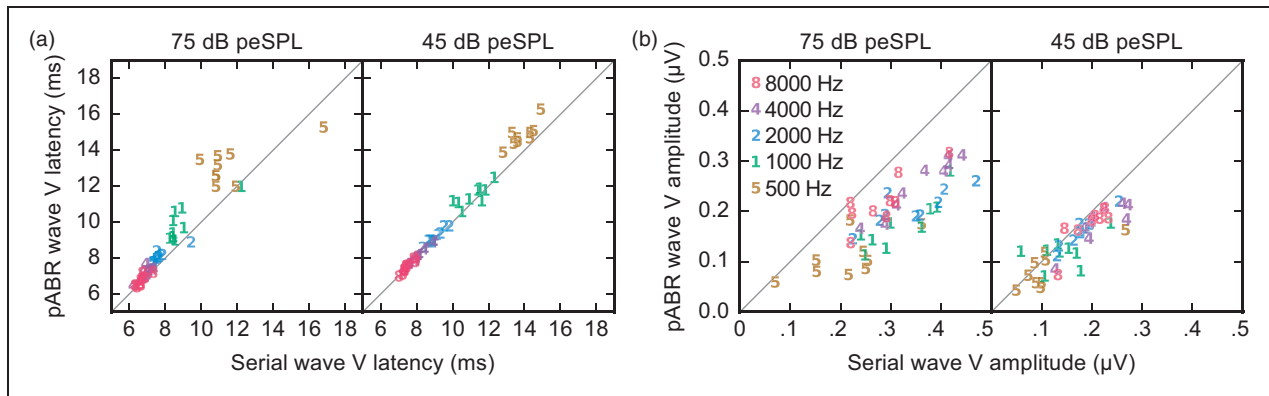 (a)
75 dB peSPL
45 dB peSPL
pABR wave V latency (ms)
18
16
14
12
10
8
6
6 8 10 12 14 16 18
6 8 10 12 14 16 18
Serial wave V latency (ms)
(b)
75 dB peSPL
45 dB peSPL
pABR wave V amplitude (µV)
0.5
0.4
0.3
0.2
0.1
0.0
8 8000 Hz
4 4000 Hz
2 2000 Hz
1 1000 Hz
5 500 Hz
0 .1 .2 .3 .4 .5
.1 .2 .3 .4 .5
Serial wave V amplitude (µV)